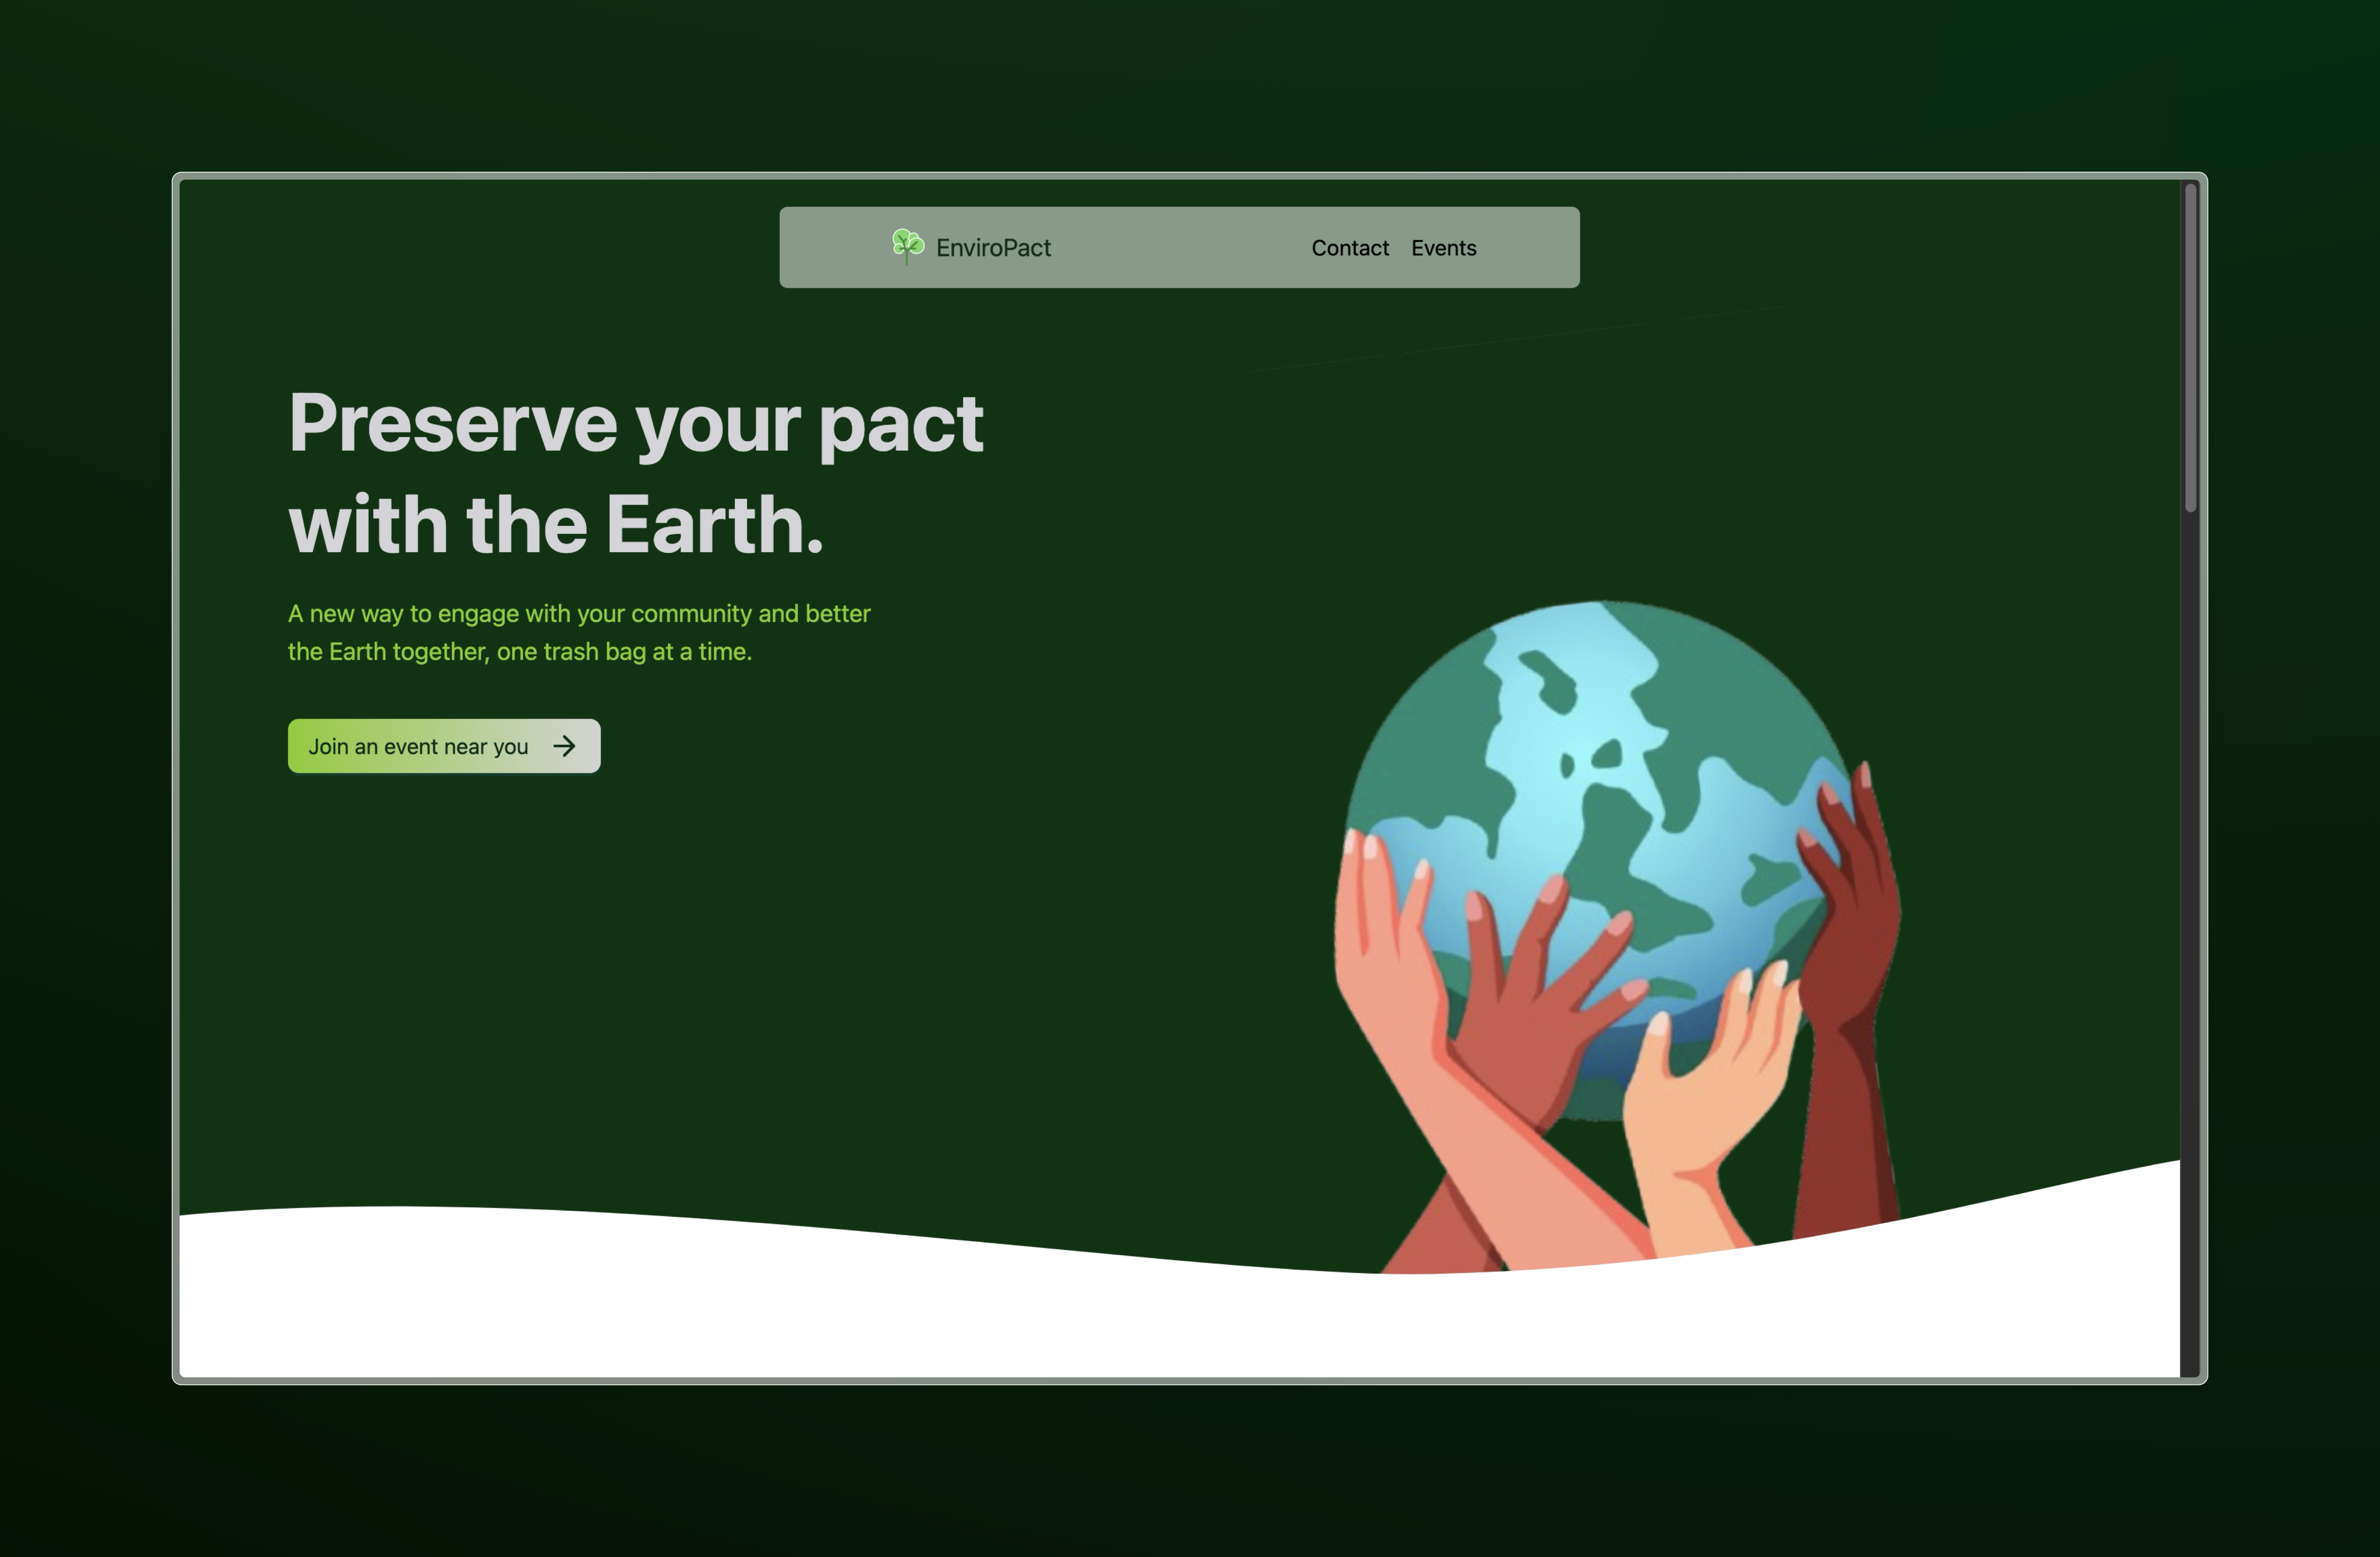 EnviroPact
Contact Events
Preserve your pact
with the Earth.
A new way to engage with your community and better
the Earth together, one trash bag at a time.
Join an event near you